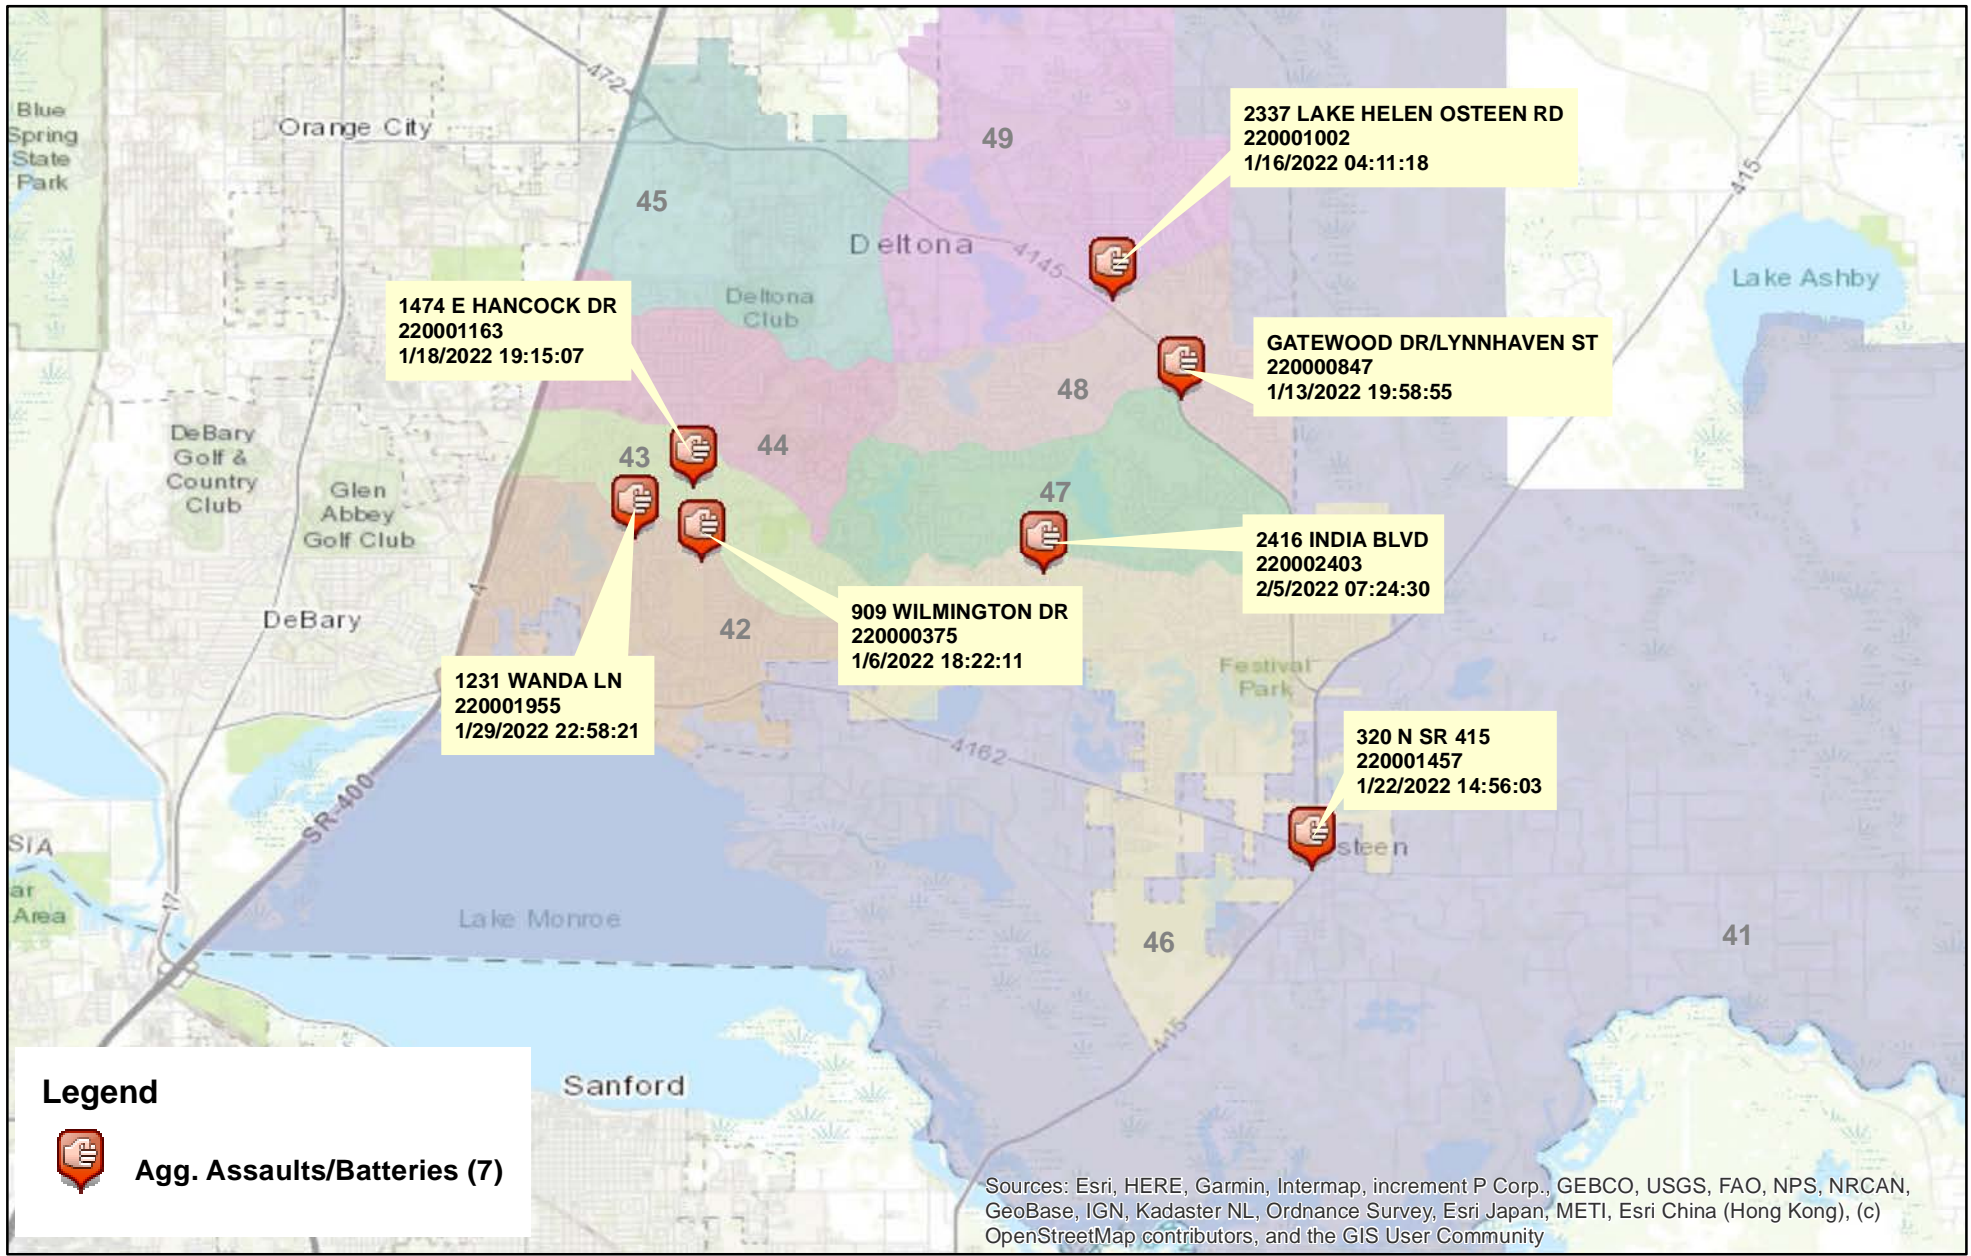 472
Blue
Spring
State
Park
Orange City
49
2337 LAKE HELEN OSTEEN RD
220001002
1/16/2022 04:11:18
415
45
Deltona
4145
Lake Ashby
Deltona
Club
1474 E HANCOCK DR
220001163
1/18/2022 19:15:07
GATEWOOD DR/LYNNHAVEN ST
220000847
1/13/2022 19:58:55
48
DeBary
Golf &
Country
Club
44
43
Glen
Abbey
Golf Club
47
2416 INDIA BLVD
220002403
2/5/2022 07:24:30
4
DeBary
42
909 WILMINGTON DR
220000375
1/6/2022 18:22:11
Festival
Park
1231 WANDA LN
220001955
1/29/2022 22:58:21
4162
320 N SR 415
220001457
1/22/2022 14:56:03
SR-400
SIA
steen
ar
Area
17
Lake Monroe
46
41
415
Sanford
Legend
Agg. Assaults/Batteries (7)
Sources: Esri, HERE, Garmin, Intermap, increment P Corp., GEBCO, USGS, FAO, NPS, NRCAN,
GeoBase, IGN, Kadaster NL, Ordnance Survey, Esri Japan, METI, Esri China (Hong Kong), (c)
OpenStreetMap contributors, and the GIS User Community